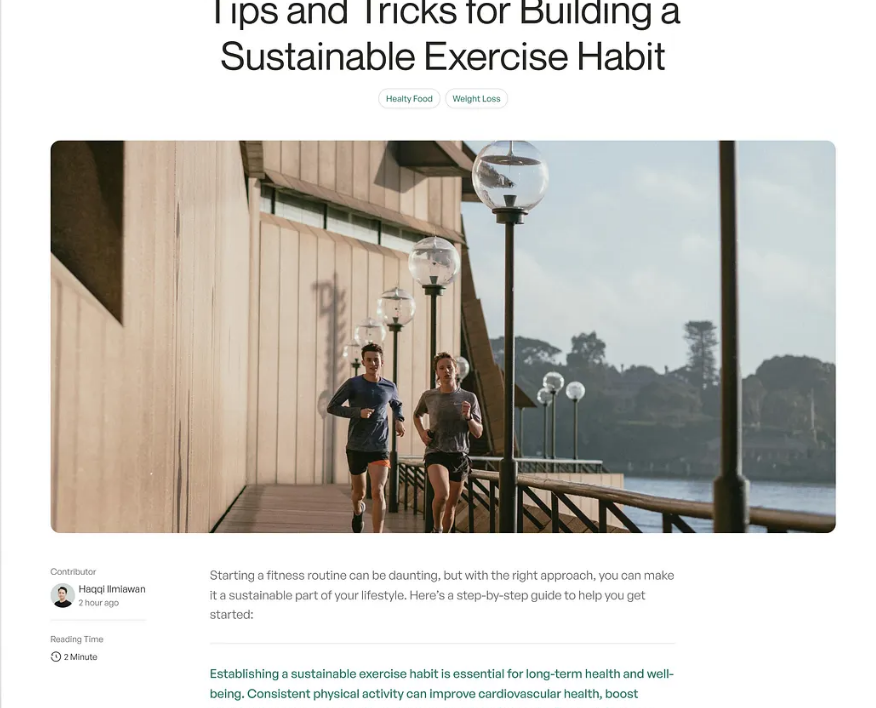 Tips and Tricks for Building a
Sustainable Exercise Habit
Healty Food
Weight Loss
Contributor
Haqqi Ilmiawan
2 hour ago
Reading Time
2 Minute
Starting a fitness routine can be daunting, but with the right approach, you can make
it a sustainable part of your lifestyle. Here's a step-by-step guide to help you get
started:
Establishing a sustainable exercise habit is essential for long-term health and well-
being. Consistent physical activity can improve cardiovascular health, boost